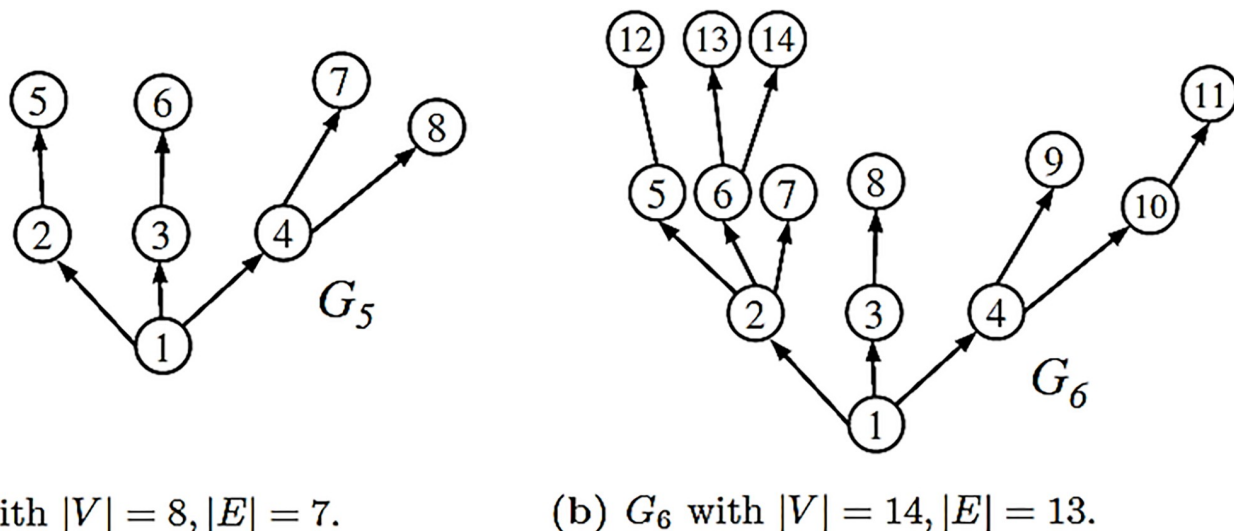 12 13 14
5 6 7 8 11
5 6 7 8 9 10
2 3 4 2 3 4
G5 G6
1 1
ith |V| = 8, |E| = 7. (b) G6 with |V| = 14, |E| = 13.